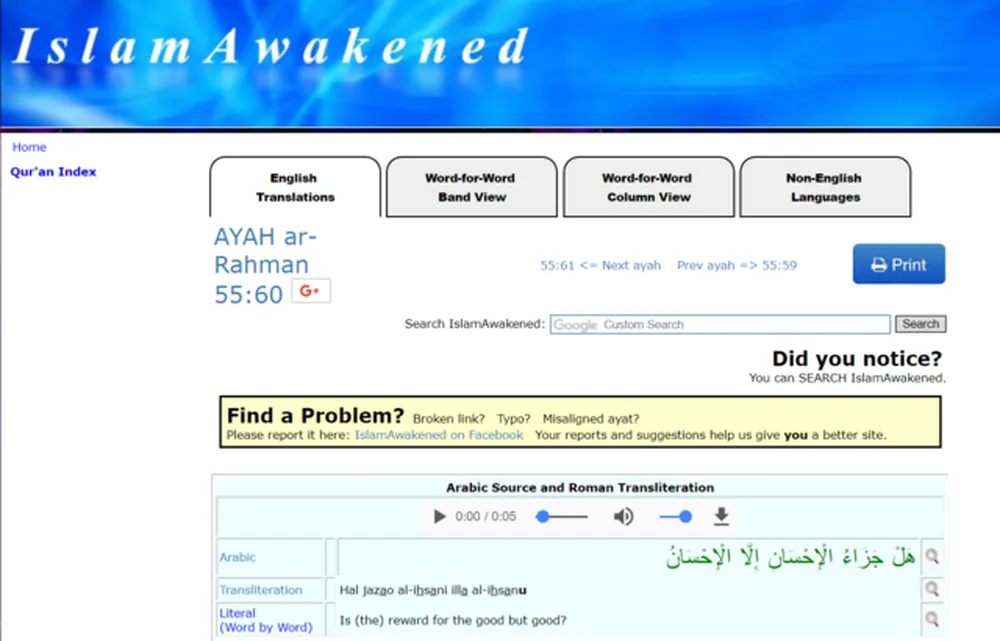 IslamAwakened
Home
Qur'an Index
English Translations
Word-for-Word Band View
Word-for-Word Column View
Non-English Languages
AYAH ar-
Rahman
55:60 G+
55:61 <= Next ayah Prev ayah => 55:59
Print
Search IslamAwakened: Google Custom Search Search
Did you notice?
You can SEARCH IslamAwakened.
Find a Problem? Broken link? Typo? Misaligned ayat?
Please report it here: IslamAwakened on Facebook Your reports and suggestions help us give you a better site.
Arabic Source and Roman Transliteration
0:00 / 0:05
Arabic هَلْ جَزَاءُ الْإِحْسَانِ إِلَّا الْإِحْسَانُ
Transliteration Hal jazao al-ihsani illa al-ihsanu
Literal
(Word by Word) Is (the) reward for the good but good?